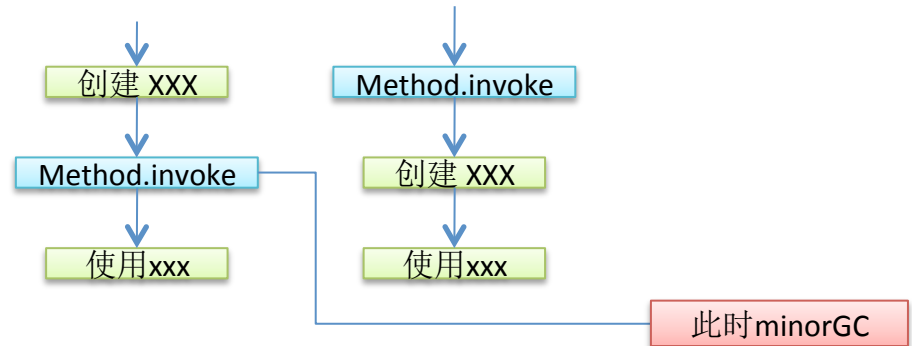 创建 XXX
Method.invoke
使用xxx
Method.invoke
创建 XXX
使用xxx
此时minorGC